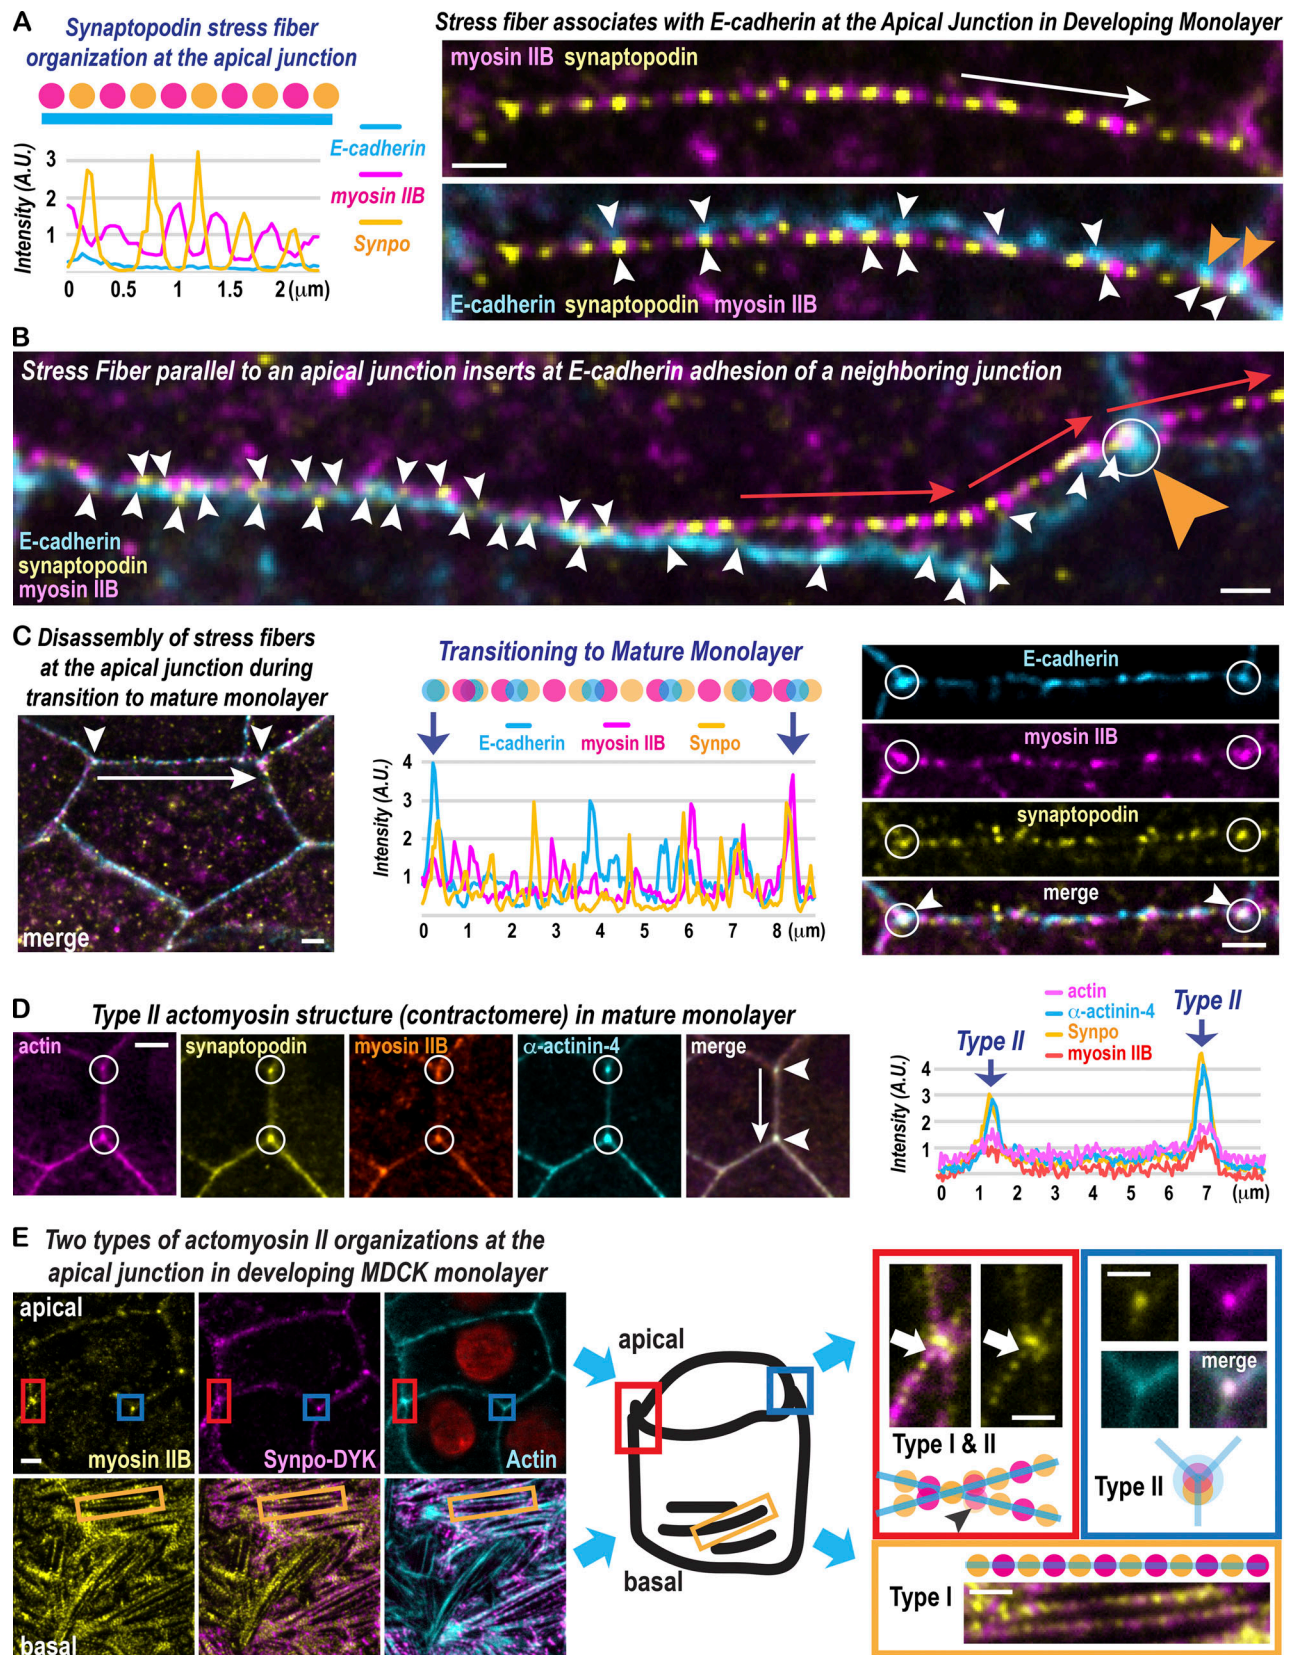 A
Synaptopodin stress fiber
organization at the apical junction
E-cadherin
myosin IIB
Synpo
Intensity (A.U.)
3
2
1
0 0.5 1 1.5 2 (μm)
Stress fiber associates with E-cadherin at the Apical Junction in Developing Monolayer
myosin IIB synaptopodin
E-cadherin synaptopodin myosin IIB
B
Stress Fiber parallel to an apical junction inserts at E-cadherin adhesion of a neighboring junction
E-cadherin
synaptopodin
myosin IIB
C Disassembly of stress fibers
at the apical junction during
transition to mature monolayer
merge
Transitioning to Mature Monolayer
E-cadherin myosin IIB Synpo
Intensity (A.U.)
4
3
2
1
0 1 2 3 4 5 6 7 8 (μm)
E-cadherin
myosin IIB
synaptopodin
merge
D Type II actomyosin structure (contractomere) in mature monolayer
actin
synaptopodin
myosin IIB
α-actinin-4
merge
actin
α-actinin-4
Synpo
myosin IIB
Type II
Type II
Intensity (A.U.)
4
3
2
1
0 1 2 3 4 5 6 7 (μm)
E Two types of actomyosin II organizations at the
apical junction in developing MDCK monolayer
apical
myosin IIB
Synpo-DYK
Actin
basal
apical
basal
Type I & II
merge
Type II
Type I